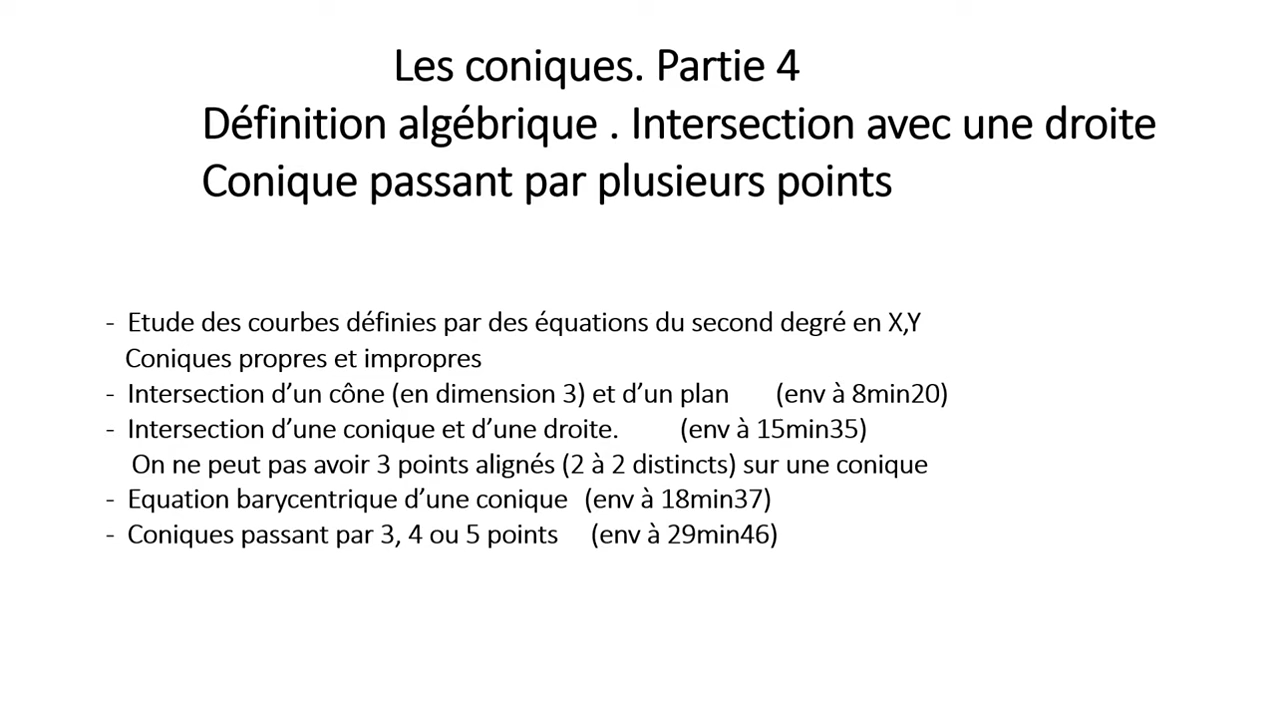 Les coniques. Partie 4
Définition algébrique . Intersection avec une droite
Conique passant par plusieurs points
- Etude des courbes définies par des équations du second degré en X,Y
Coniques propres et impropres
- Intersection d’un cône (en dimension 3) et d’un plan (env à 8min20)
- Intersection d’une conique et d’une droite. (env à 15min35)
On ne peut pas avoir 3 points alignés (2 à 2 distincts) sur une conique
- Equation barycentrique d’une conique (env à 18min37)
- Coniques passant par 3, 4 ou 5 points (env à 29min46)